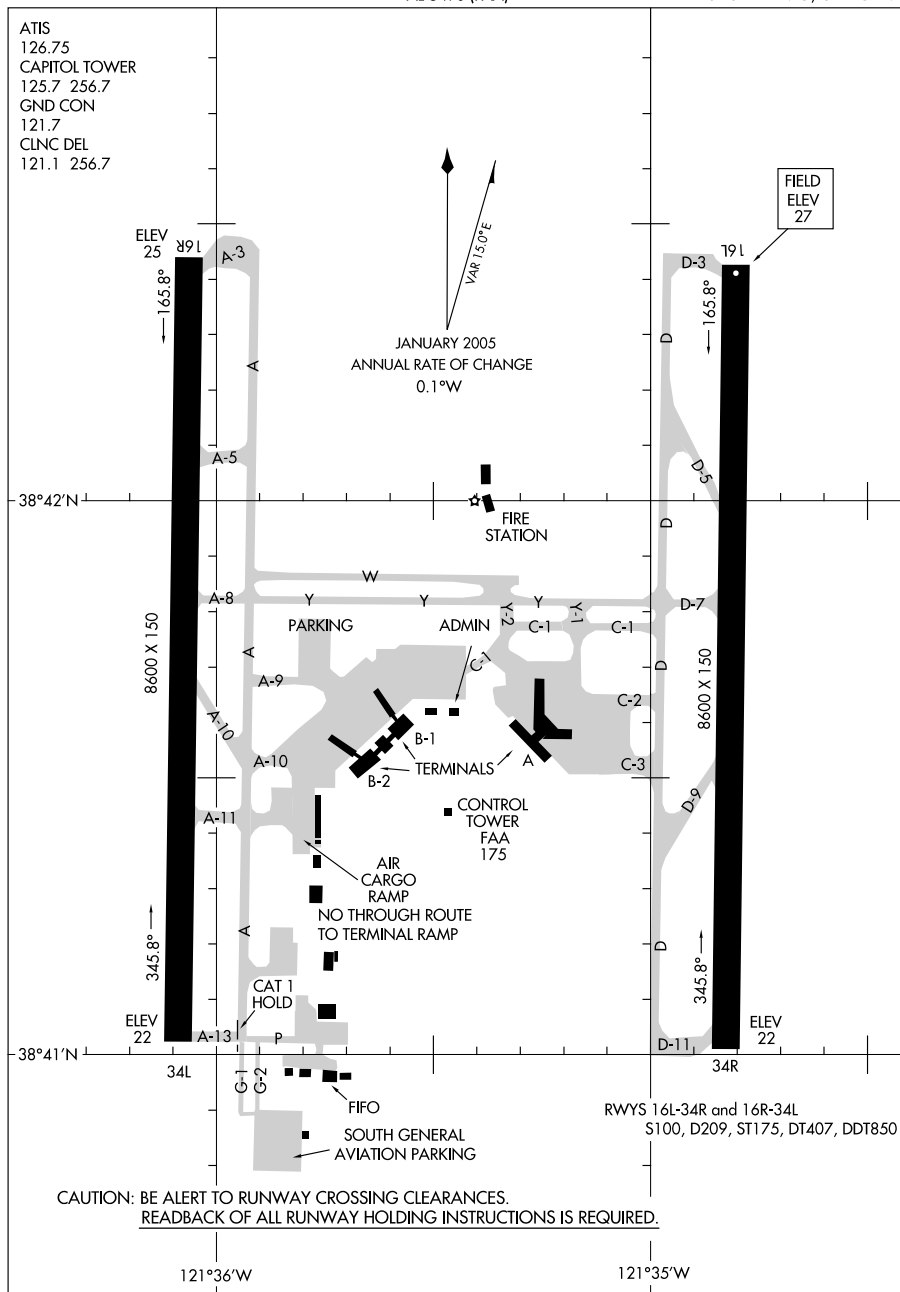 ATIS
126.75
CAPITOL TOWER
125.7 256.7
GND CON
121.7
CLNC DEL
121.1 256.7
FIELD
ELEV
27
VAR 15.0°E
JANUARY 2005
ANNUAL RATE OF CHANGE
0.1°W
ELEV
25
16R
A-3
165.8°
A
A-5
16L
D-3
165.8°
D
D-5
38°42'N
FIRE
STATION
D
W
A-8
Y
Y
Y
Y-2
Y-1
D-7
PARKING
ADMIN
C-1
C-1
C-1
8600 X 150
A
A-9
A-10
A-10
D
C-2
C-3
8600 X 150
B-1
B-2
TERMINALS
A
D-9
A-11
CONTROL
TOWER
FAA
175
AIR
CARGO
RAMP
NO THROUGH ROUTE
TO TERMINAL RAMP
A
D
345.8°
345.8°
CAT 1
HOLD
ELEV
22
A-13
P
D-11
ELEV
22
38°41'N
34L
G-1
G-2
34R
FIFO
RWYS 16L-34R and 16R-34L
S100, D209, ST175, DT407, DDT850
SOUTH GENERAL
AVIATION PARKING
CAUTION: BE ALERT TO RUNWAY CROSSING CLEARANCES.
READBACK OF ALL RUNWAY HOLDING INSTRUCTIONS IS REQUIRED.
121°36'W
121°35'W